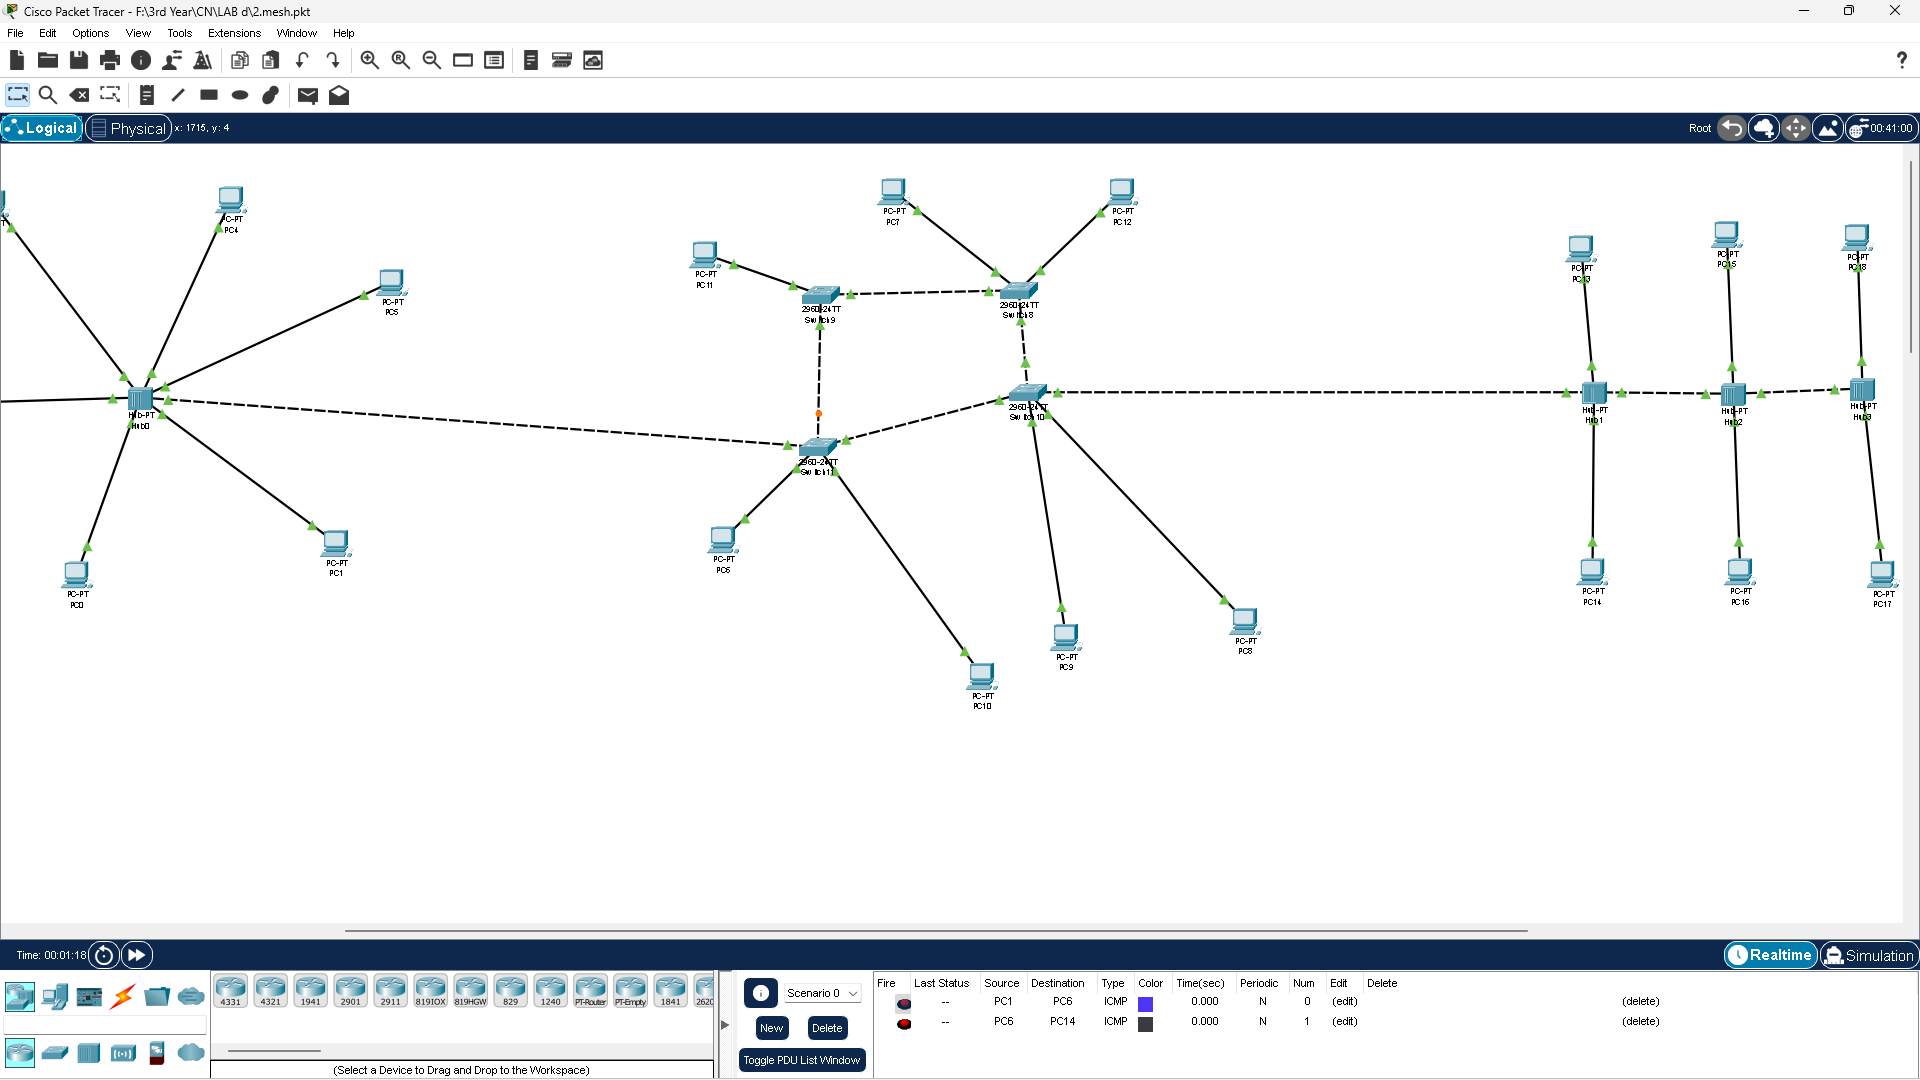 Cisco Packet Tracer - F:\3rd Year\CN\LAB d\2.mesh.pkt
File Edit Options View Tools Extensions Window Help
Logical Physical x: 1715, y: 4 Root 00:41:00
PC-PT
PC4
PC-PT
PC5
PC-PT
PC7
PC-PT
PC12
PC-PT
PC11
2960-24TT
Switch9
2960-24TT
Switch8
PC-PT
PC13
PC-PT
PC15
PC-PT
PC18
Hub-PT
Hub0
2960-24TT
Switch10
2960-24TT
Switch11
Hub-PT
Hub1
Hub-PT
Hub2
Hub-PT
Hub3
PC-PT
PC0
PC-PT
PC1
PC-PT
PC6
PC-PT
PC10
PC-PT
PC9
PC-PT
PC8
PC-PT
PC14
PC-PT
PC16
PC-PT
PC17
Time: 00:01:18 Realtime Simulation
4331 4321 1941 2901 2911 819IOX 819HGW 829 1240 PT-Router PT-Empty 1841 2620
(Select a Device to Drag and Drop to the Workspace)
Scenario 0
New Delete
Toggle PDU List Window
Fire Last Status Source Destination Type Color Time(sec) Periodic Num Edit Delete
-- PC1 PC6 ICMP 0.000 N 0 (edit) (delete)
-- PC6 PC14 ICMP 0.000 N 1 (edit) (delete)